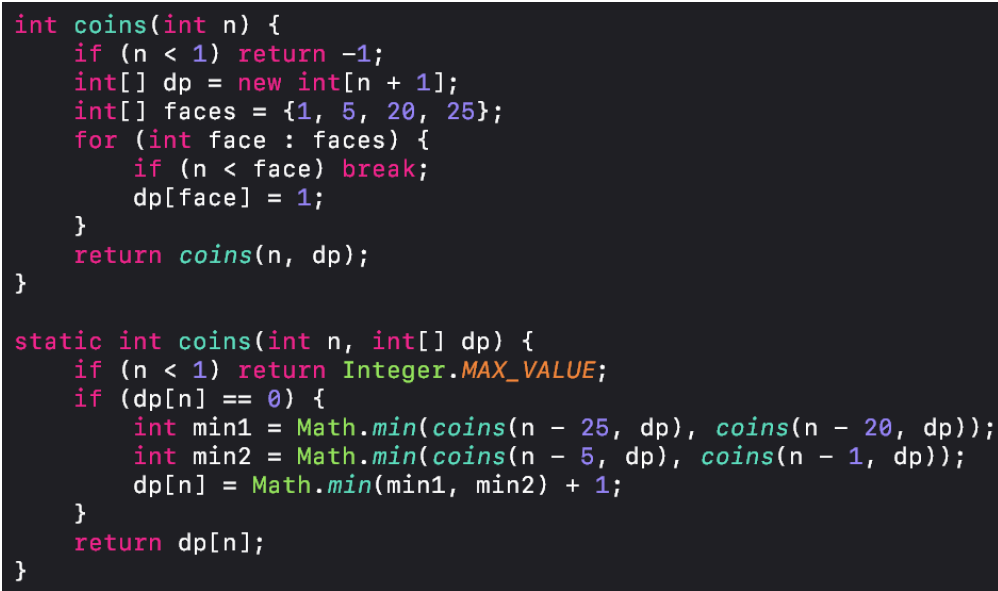 int coins(int n) {
    if (n < 1) return -1;
    int[] dp = new int[n + 1];
    int[] faces = {1, 5, 20, 25};
    for (int face : faces) {
        if (n < face) break;
        dp[face] = 1;
    }
    return coins(n, dp);
}

static int coins(int n, int[] dp) {
    if (n < 1) return Integer.MAX_VALUE;
    if (dp[n] == 0) {
        int min1 = Math.min(coins(n - 25, dp), coins(n - 20, dp));
        int min2 = Math.min(coins(n - 5, dp), coins(n - 1, dp));
        dp[n] = Math.min(min1, min2) + 1;
    }
    return dp[n];
}